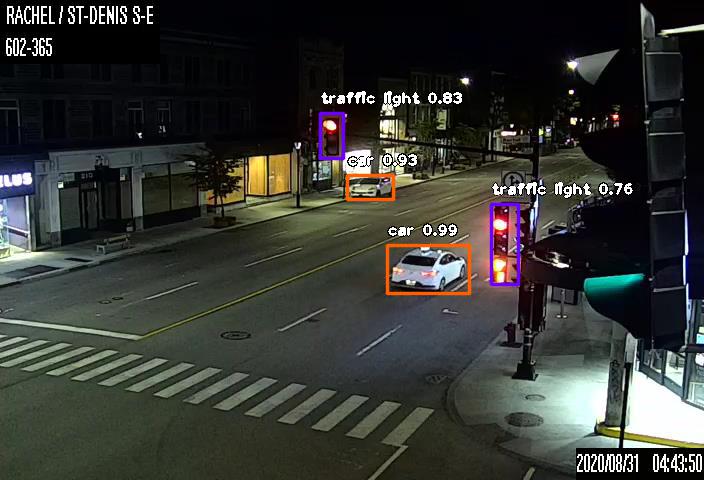 RACHEL / ST-DENIS S-E
602-365
traffic light 0.83
car 0.93
traffic light 0.76
car 0.99
2020/08/31 04:43:50